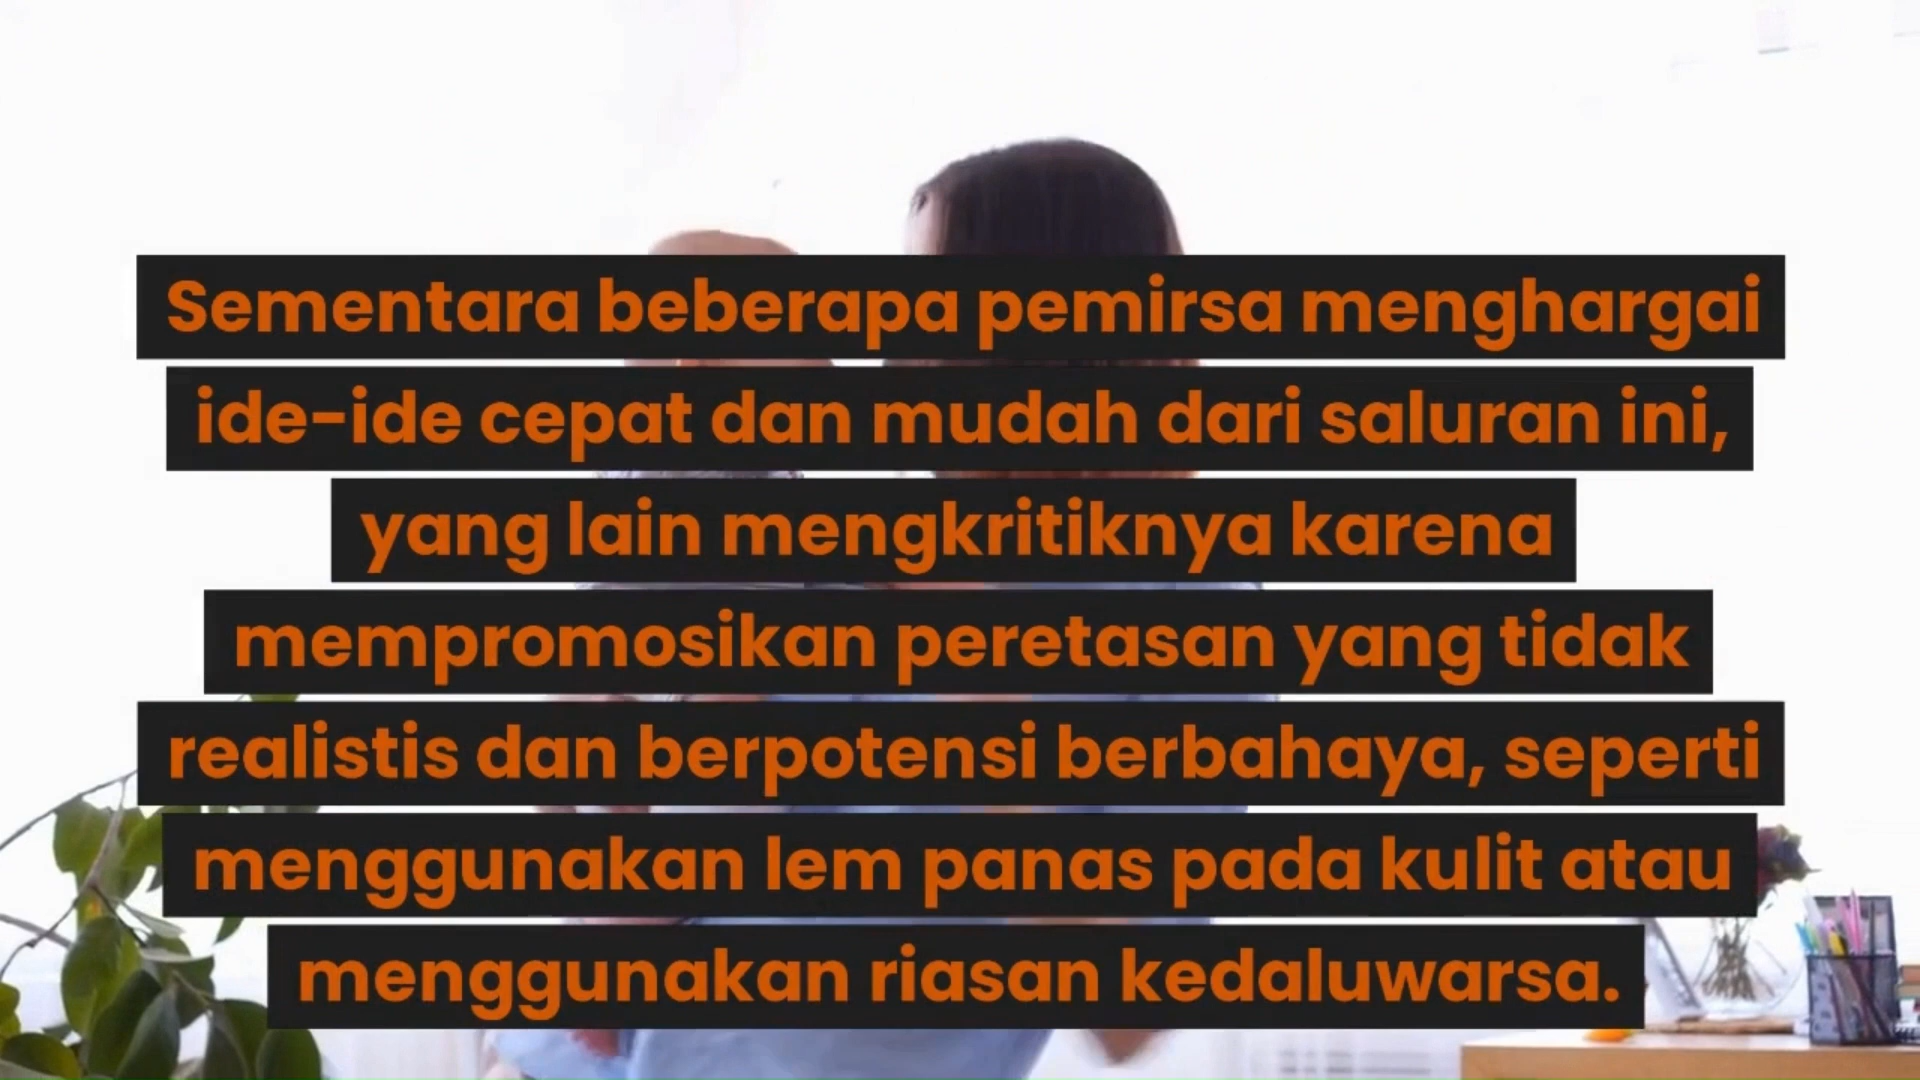 Sementara beberapa pemirsa menghargai
ide-ide cepat dan mudah dari saluran ini,
yang lain mengkritiknya karena
mempromosikan peretasan yang tidak
realistis dan berpotensi berbahaya, seperti
menggunakan lem panas pada kulit atau
menggunakan riasan kedaluwarsa.